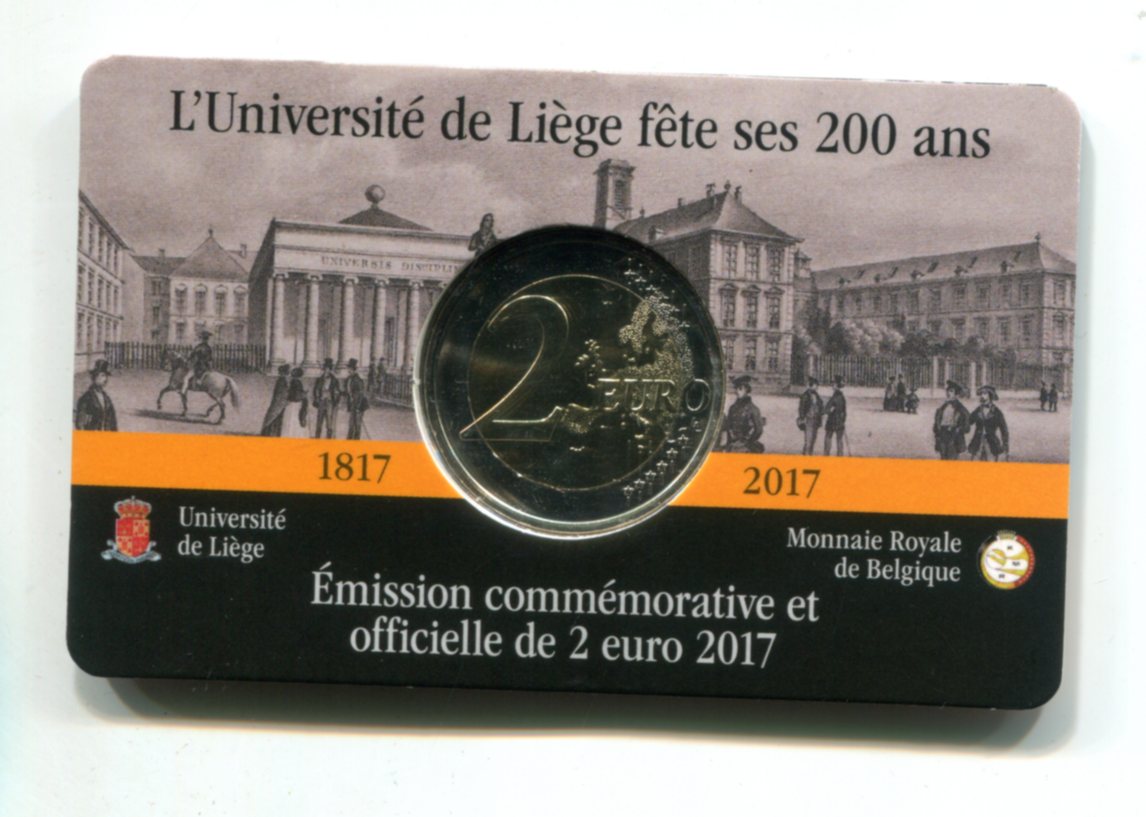 L'Université de Liège fête ses 200 ans
UNIVERSIS DISCIPLI
2 EURO
1817
2017
Université
de Liège
Monnaie Royale
de Belgique
Émission commémorative et
officielle de 2 euro 2017